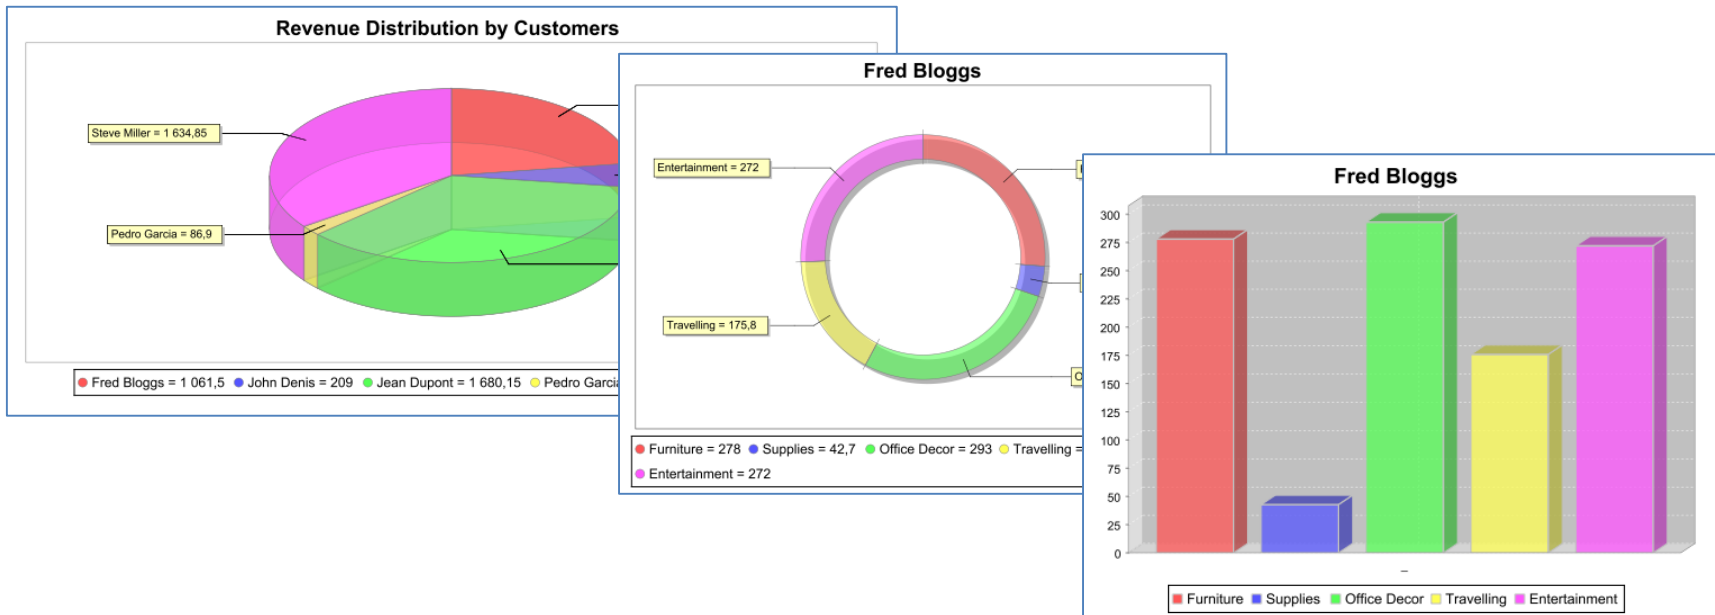 Revenue Distribution by Customers
Steve Miller = 1 634,85
Pedro Garcia = 86,9
Fred Bloggs = 1 061,5 John Denis = 209 Jean Dupont = 1 680,15 Pedro Garcia
Fred Bloggs
Entertainment = 272
Travelling = 175,8
Furniture = 278 Supplies = 42,7 Office Decor = 293 Travelling =
Entertainment = 272
Fred Bloggs
300
275
250
225
200
175
150
125
100
75
50
25
0
Furniture Supplies Office Decor Travelling Entertainment